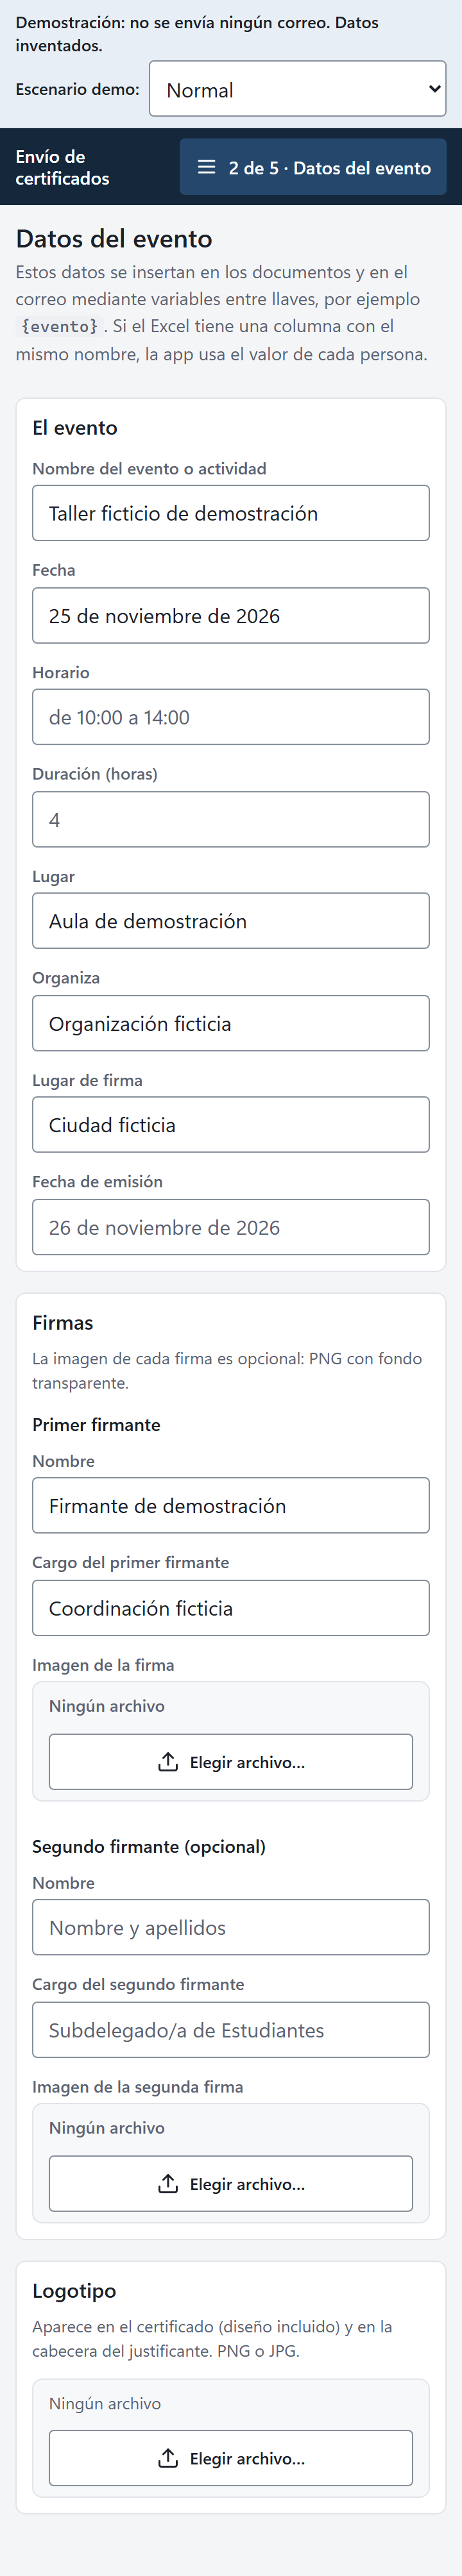 Demostración: no se envía ningún correo. Datos
inventados.
Escenario demo: Normal
Envío de
certificados
2 de 5 · Datos del evento
Datos del evento
Estos datos se insertan en los documentos y en el
correo mediante variables entre llaves, por ejemplo
{evento}. Si el Excel tiene una columna con el
mismo nombre, la app usa el valor de cada persona.
El evento
Nombre del evento o actividad
Taller ficticio de demostración
Fecha
25 de noviembre de 2026
Horario
de 10:00 a 14:00
Duración (horas)
4
Lugar
Aula de demostración
Organiza
Organización ficticia
Lugar de firma
Ciudad ficticia
Fecha de emisión
26 de noviembre de 2026
Firmas
La imagen de cada firma es opcional: PNG con fondo
transparente.
Primer firmante
Nombre
Firmante de demostración
Cargo del primer firmante
Coordinación ficticia
Imagen de la firma
Ningún archivo
Elegir archivo...
Segundo firmante (opcional)
Nombre
Nombre y apellidos
Cargo del segundo firmante
Subdelegado/a de Estudiantes
Imagen de la segunda firma
Ningún archivo
Elegir archivo...
Logotipo
Aparece en el certificado (diseño incluido) y en la
cabecera del justificante. PNG o JPG.
Ningún archivo
Elegir archivo...